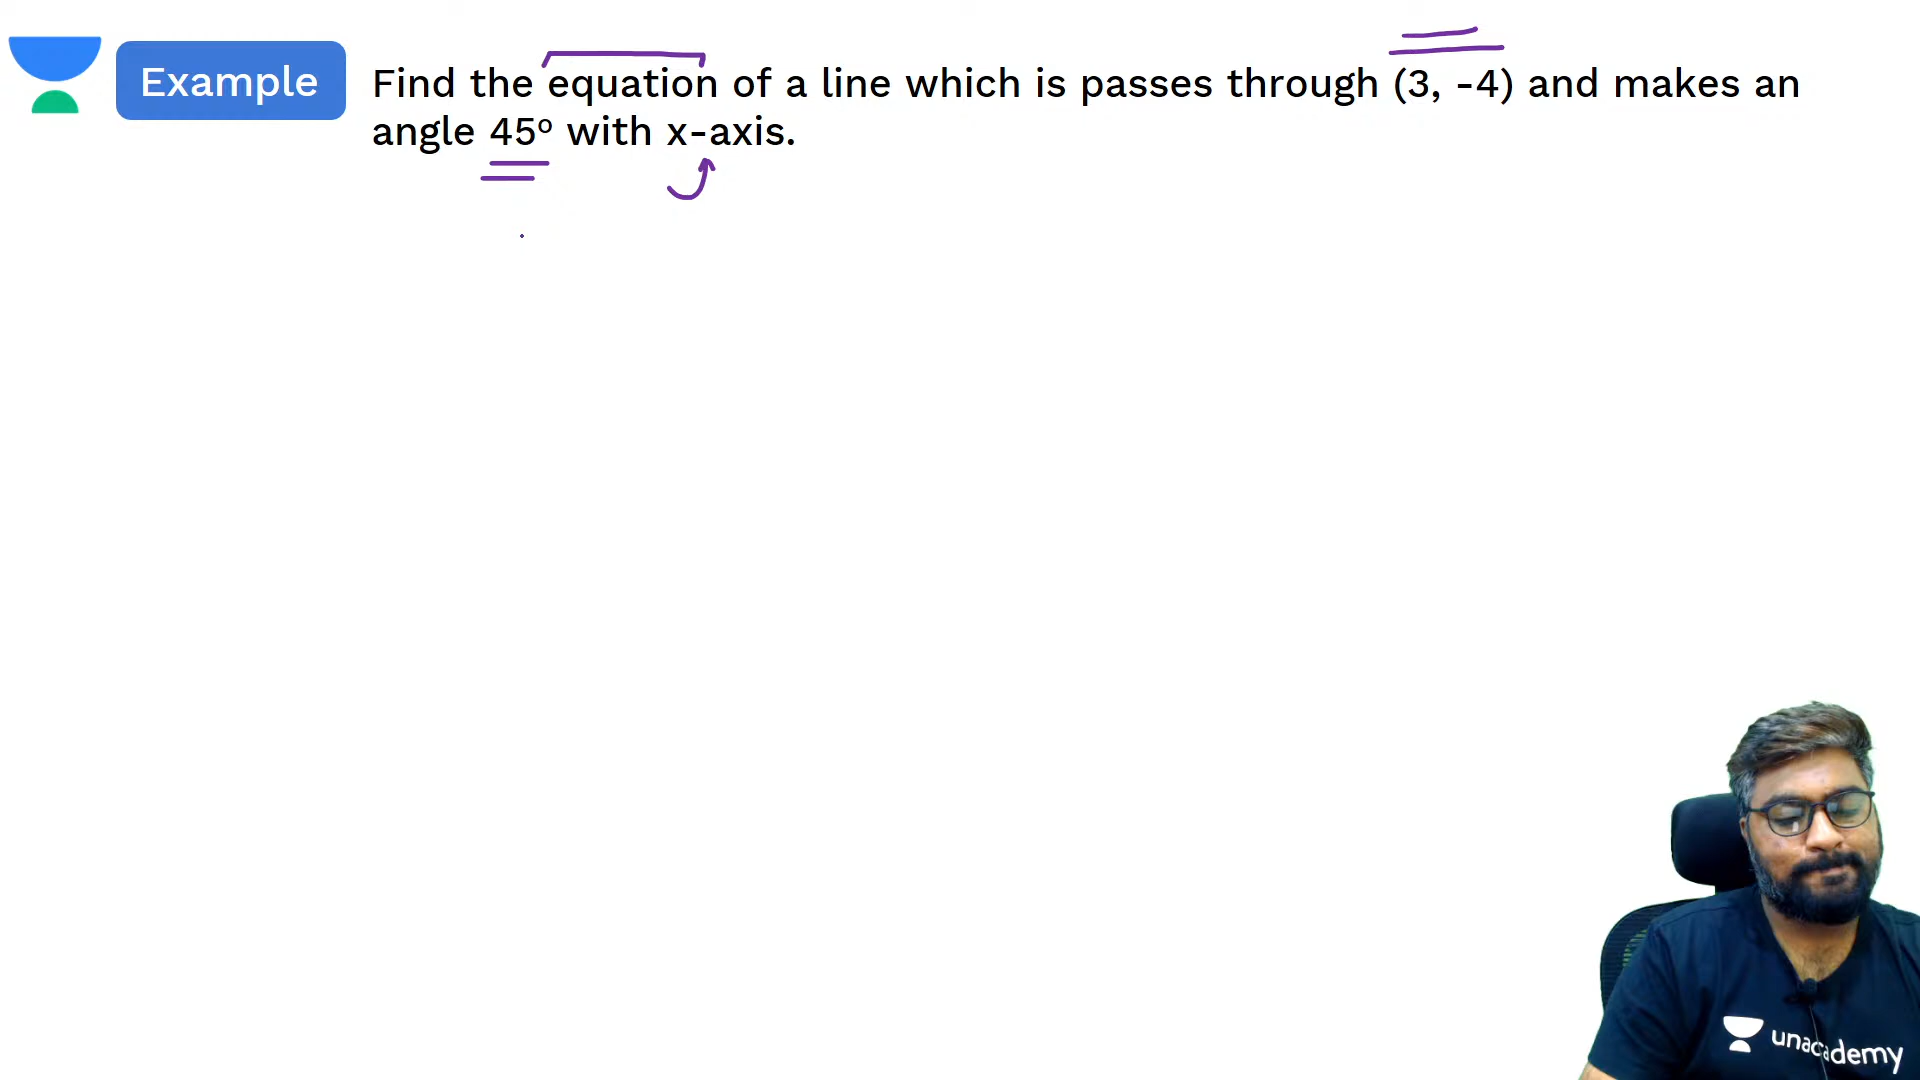 Example
Find the equation of a line which is passes through (3, -4) and makes an
angle 45º with x-axis.
unacademy